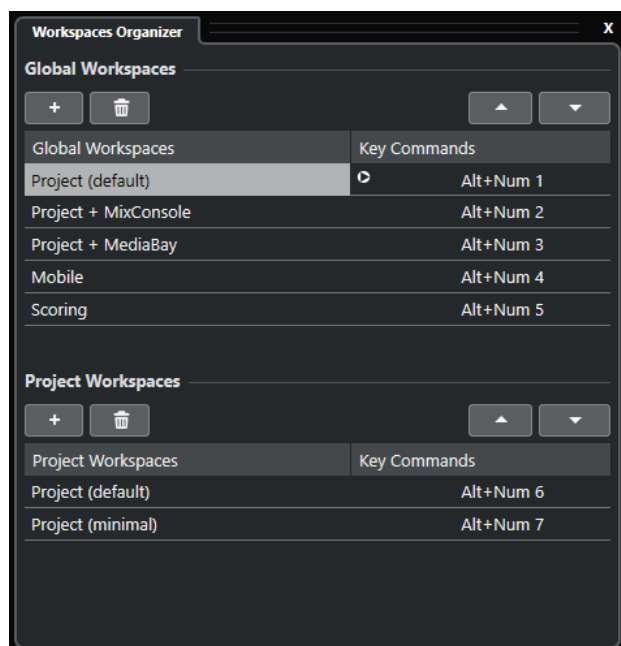 Workspaces Organizer x
Global Workspaces
+
Global Workspaces Key Commands
Project (default) Alt+Num 1
Project + MixConsole Alt+Num 2
Project + MediaBay Alt+Num 3
Mobile Alt+Num 4
Scoring Alt+Num 5
Project Workspaces
+
Project Workspaces Key Commands
Project (default) Alt+Num 6
Project (minimal) Alt+Num 7